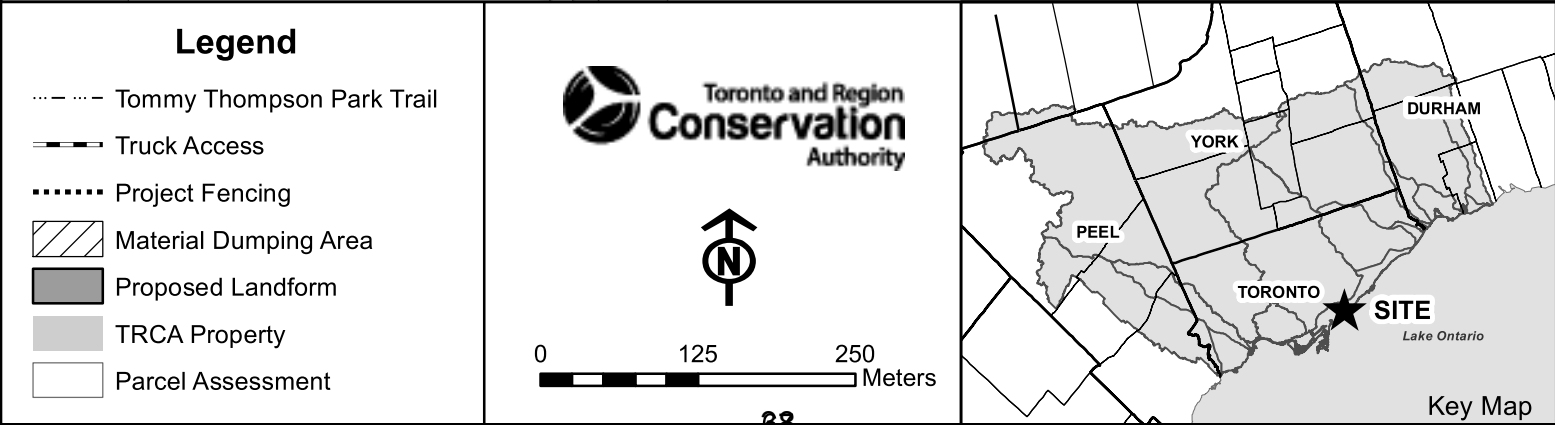 Legend
Tommy Thompson Park Trail
Truck Access
Project Fencing
Material Dumping Area
Proposed Landform
TRCA Property
Parcel Assessment
Toronto and Region
Conservation
Authority
N
0 125 250
Meters
DURHAM
YORK
PEEL
TORONTO
SITE
Lake Ontario
Key Map